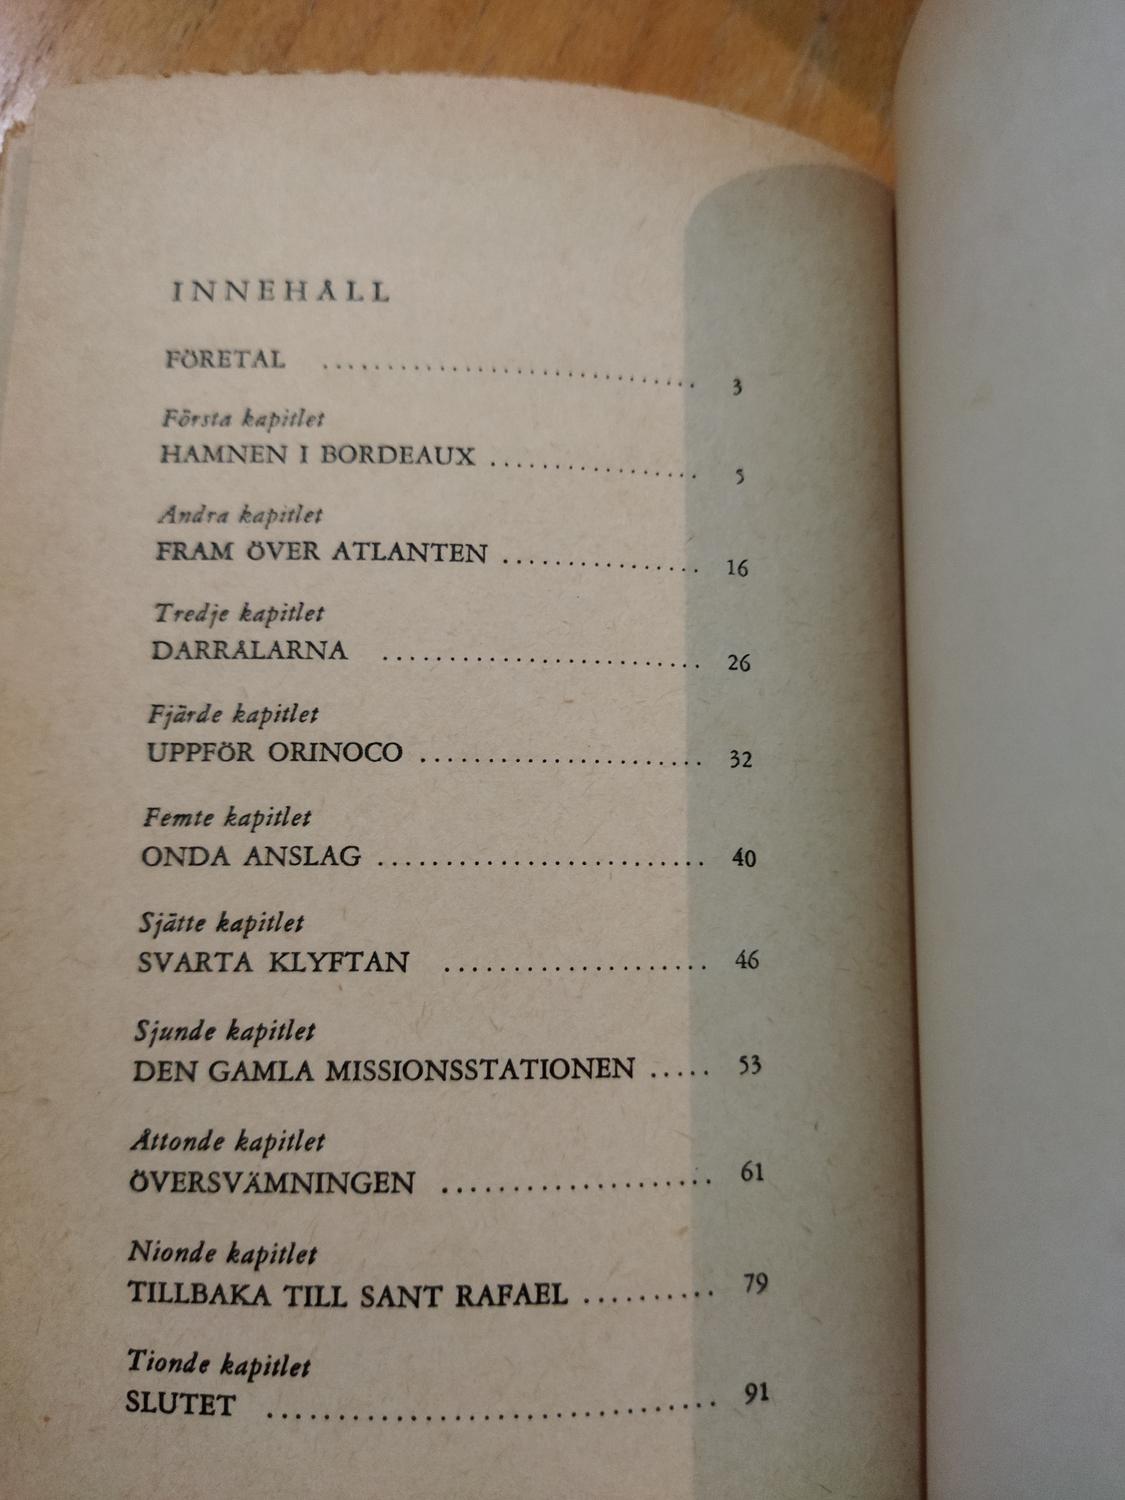 INNEHÅLL
FÖRETAL .............................. 3
Första kapitlet
HAMNEN I BORDEAUX ................ 5
Andra kapitlet
FRAM ÖVER ATLANTEN ............... 16
Tredje kapitlet
DARRÅLARNA ......................... 26
Fjärde kapitlet
UPPFÖR ORINOCO ...................... 32
Femte kapitlet
ONDA ANSLAG ......................... 40
Sjätte kapitlet
SVARTA KLYFTAN .................... 46
Sjunde kapitlet
DEN GAMLA MISSIONSSTATIONEN ..... 53
Åttonde kapitlet
ÖVERSVÄMNINGEN .................... 61
Nionde kapitlet
TILLBAKA TILL SANT RAFAEL .......... 79
Tionde kapitlet
SLUTET ................................ 91